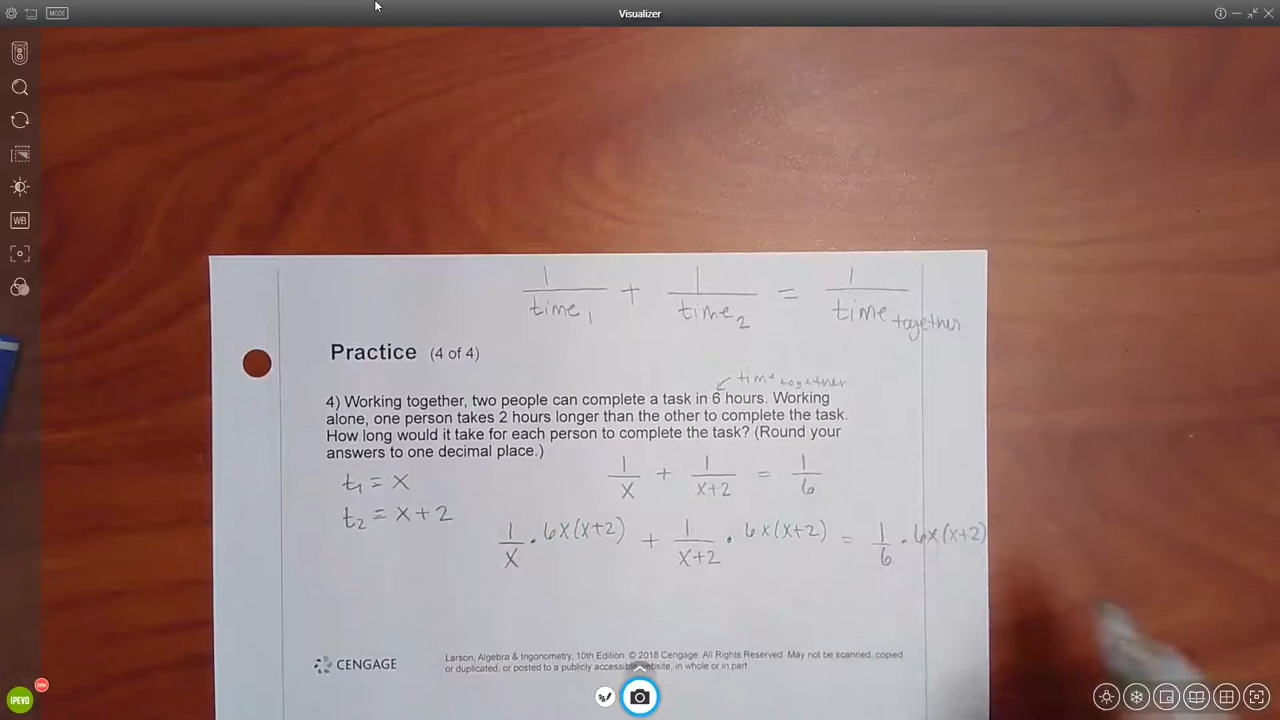 MODE
Visualizer
WB
1/time₁ + 1/time₂ = 1/time together
Practice (4 of 4)
time together
4) Working together, two people can complete a task in 6 hours. Working
alone, one person takes 2 hours longer than the other to complete the task.
How long would it take for each person to complete the task? (Round your
answers to one decimal place.)
1/x + 1/(x+2) = 1/6
t₁ = x
t₂ = x+2
1/x · 6x(x+2) + 1/(x+2) · 6x(x+2) = 1/6 · 6x(x+2)
CENGAGE
Larson, Algebra & Trigonometry, 10th Edition. © 2018 Cengage. All Rights Reserved. May not be scanned, copied
or duplicated, or posted to a publicly accessible website, in whole or in part.
IPEVO
new